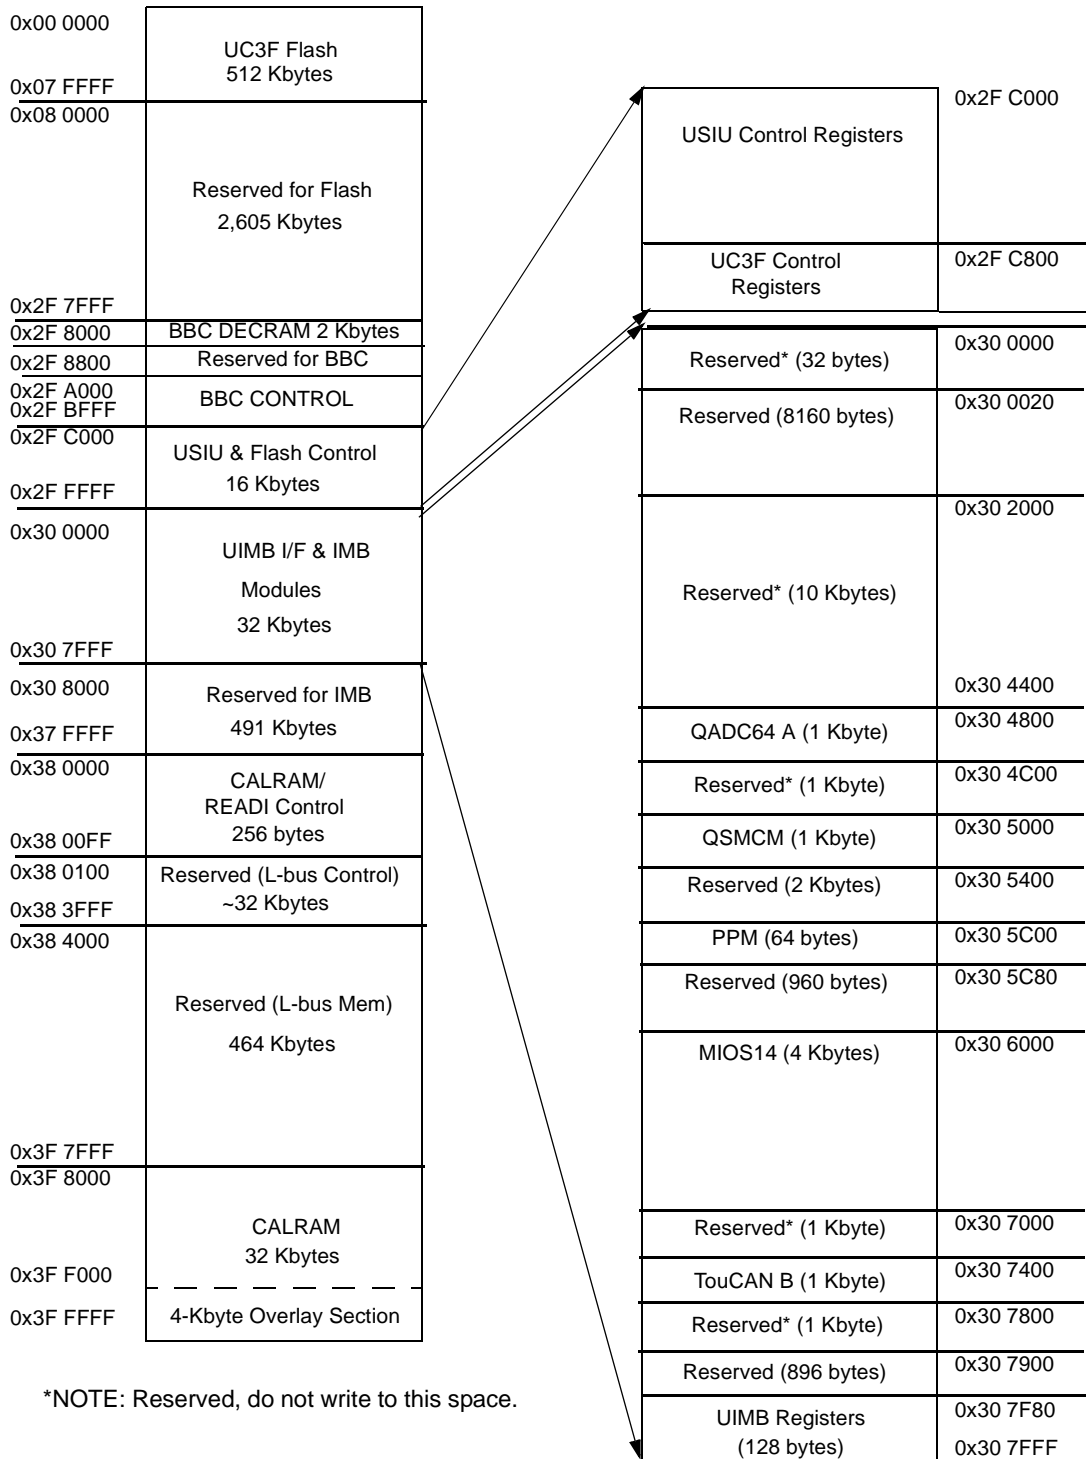 0x00 0000
UC3F Flash
512 Kbytes
0x07 FFFF
0x08 0000
Reserved for Flash
2,605 Kbytes
0x2F 7FFF
0x2F 8000
BBC DECRAM 2 Kbytes
0x2F 8800
Reserved for BBC
0x2F A000
0x2F BFFF
BBC CONTROL
0x2F C000
USIU & Flash Control
16 Kbytes
0x2F FFFF
0x30 0000
UIMB I/F & IMB
Modules
32 Kbytes
0x30 7FFF
0x30 8000
Reserved for IMB
491 Kbytes
0x37 FFFF
0x38 0000
CALRAM/
READI Control
256 bytes
0x38 00FF
0x38 0100
Reserved (L-bus Control)
~32 Kbytes
0x38 3FFF
0x38 4000
Reserved (L-bus Mem)
464 Kbytes
0x3F 7FFF
0x3F 8000
CALRAM
32 Kbytes
0x3F F000
4-Kbyte Overlay Section
0x3F FFFF
*NOTE: Reserved, do not write to this space.
0x2F C000
USIU Control Registers
UC3F Control
Registers
0x2F C800
Reserved* (32 bytes)
0x30 0000
Reserved (8160 bytes)
0x30 0020
0x30 2000
Reserved* (10 Kbytes)
0x30 4400
QADC64 A (1 Kbyte)
0x30 4800
Reserved* (1 Kbyte)
0x30 4C00
QSMCM (1 Kbyte)
0x30 5000
Reserved (2 Kbytes)
0x30 5400
PPM (64 bytes)
0x30 5C00
Reserved (960 bytes)
0x30 5C80
MIOS14 (4 Kbytes)
0x30 6000
Reserved* (1 Kbyte)
0x30 7000
TouCAN B (1 Kbyte)
0x30 7400
Reserved* (1 Kbyte)
0x30 7800
Reserved (896 bytes)
0x30 7900
UIMB Registers
(128 bytes)
0x30 7F80
0x30 7FFF